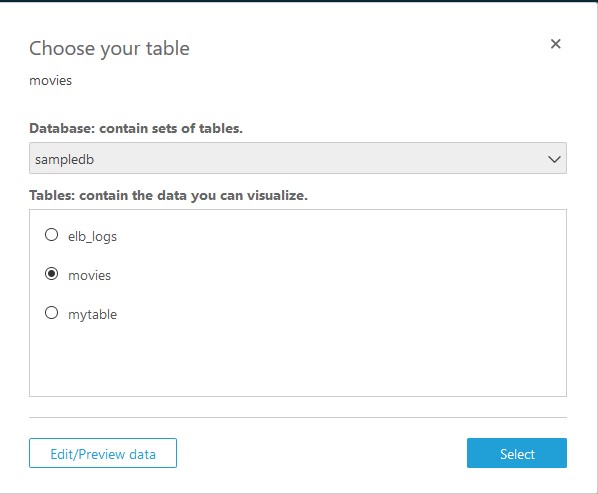 Choose your table
movies
Database: contain sets of tables.
sampledb
Tables: contain the data you can visualize.
elb_logs
movies
mytable
Edit/Preview data
Select